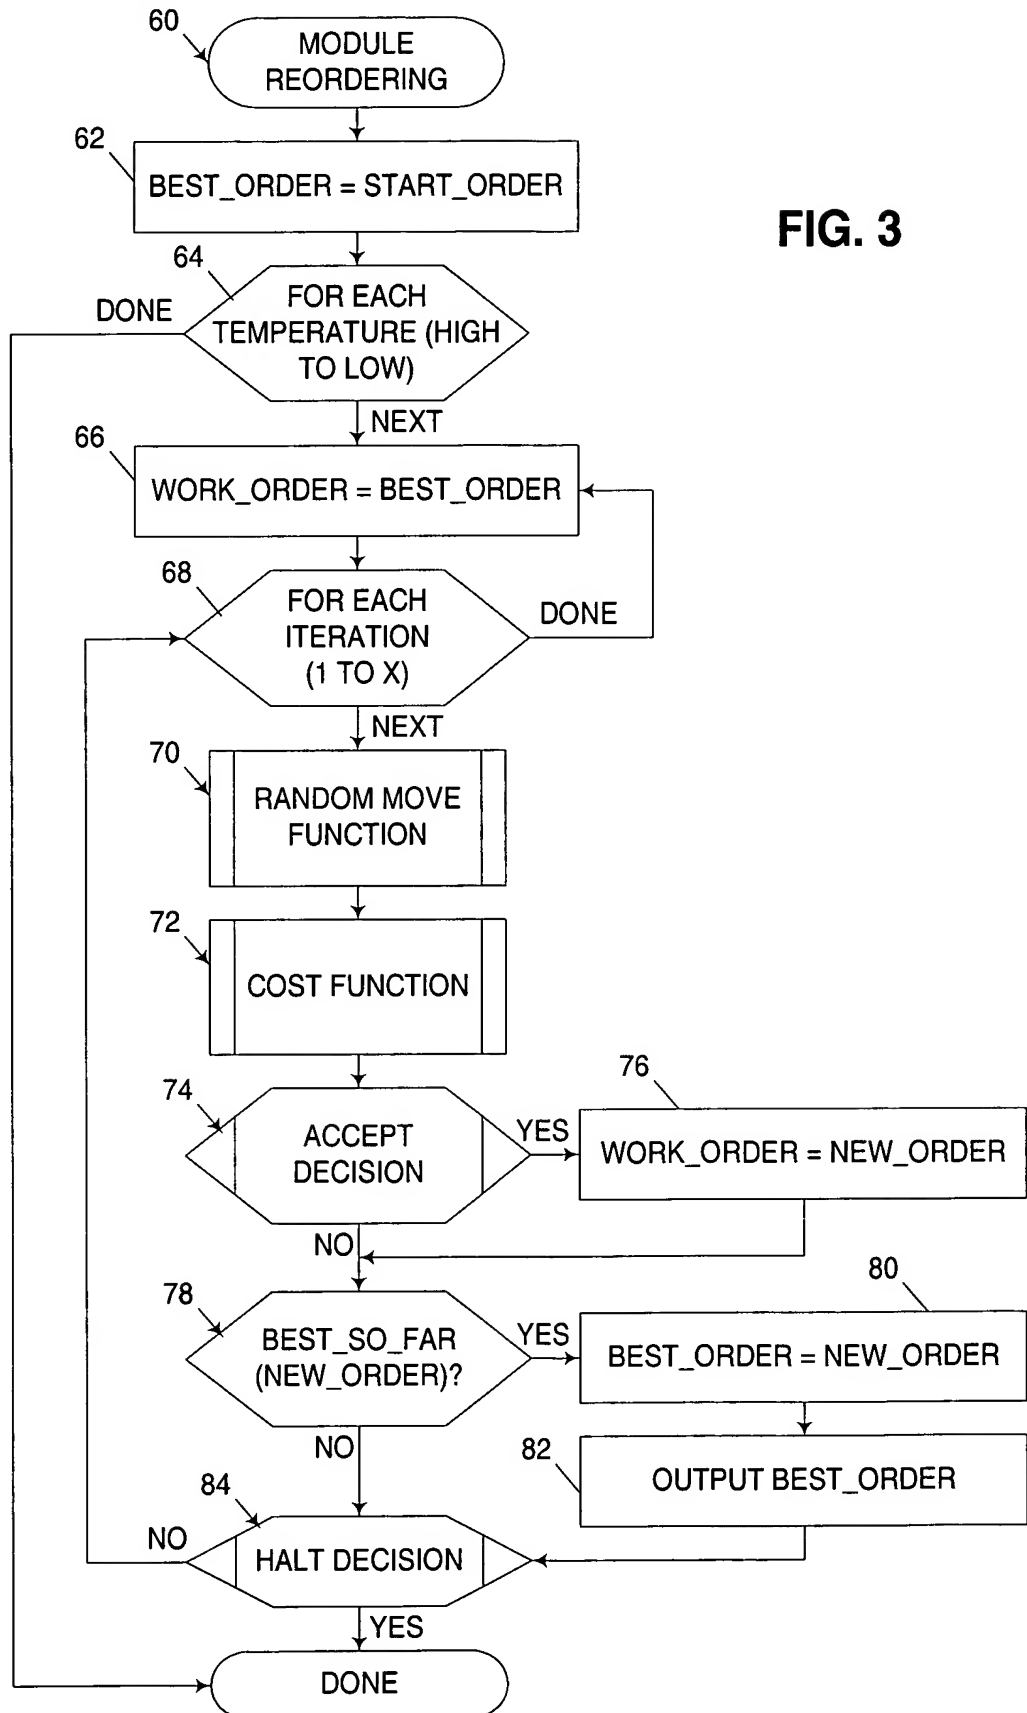 60
MODULE
REORDERING
62
BEST_ORDER = START_ORDER
FIG. 3
64
DONE
FOR EACH
TEMPERATURE (HIGH
TO LOW)
NEXT
66
WORK_ORDER = BEST_ORDER
68
FOR EACH
ITERATION
(1 TO X)
DONE
NEXT
70
RANDOM MOVE
FUNCTION
72
COST FUNCTION
74
ACCEPT
DECISION
YES
76
WORK_ORDER = NEW_ORDER
NO
78
BEST_SO_FAR
(NEW_ORDER)?
YES
80
BEST_ORDER = NEW_ORDER
NO
82
OUTPUT BEST_ORDER
84
NO
HALT DECISION
YES
DONE